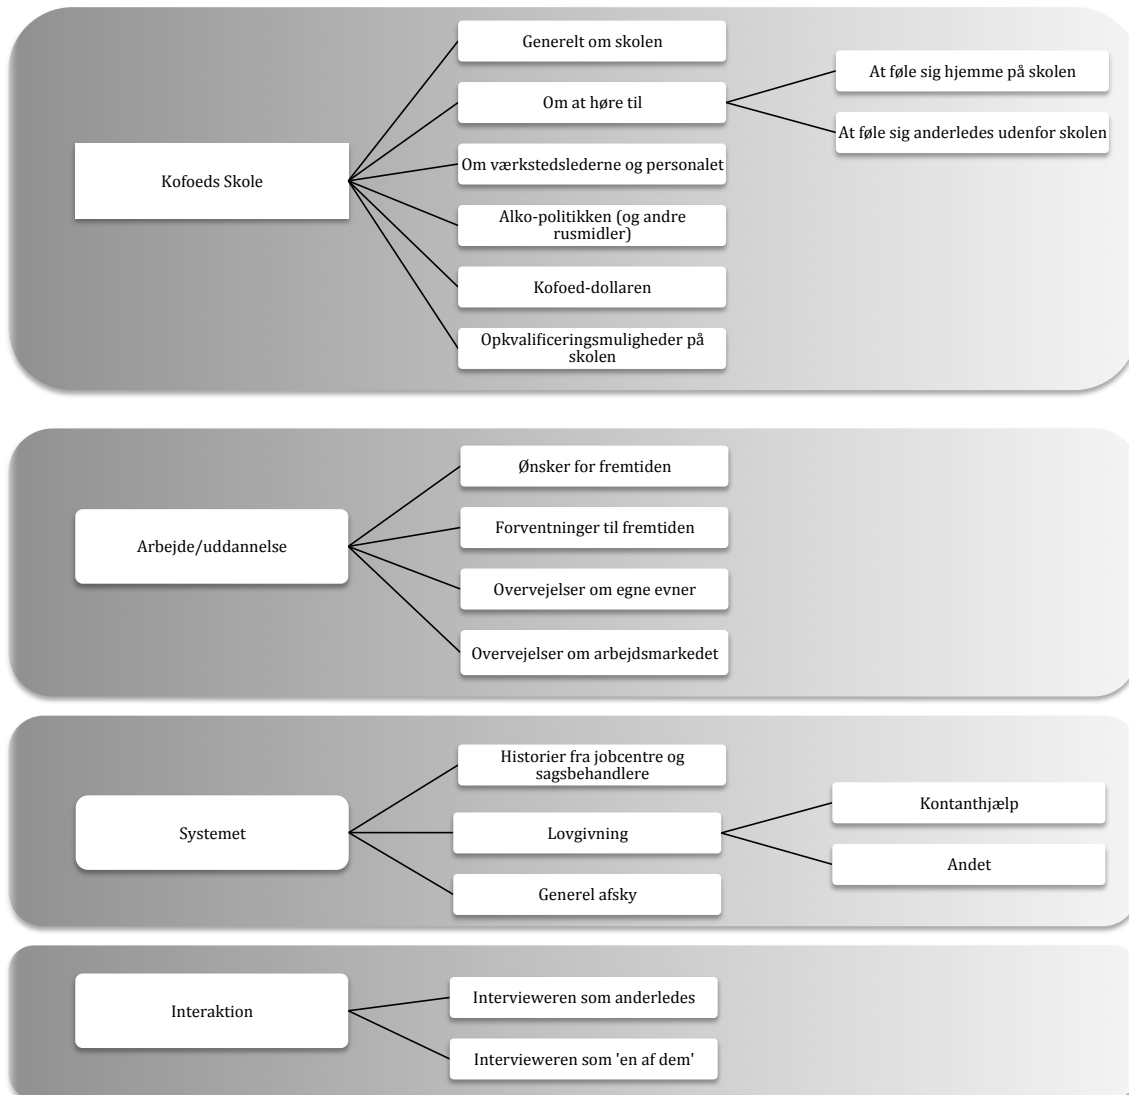 Generelt om skolen
At føle sig hjemme på skolen
Om at høre til
At føle sig anderledes udenfor skolen
Om værkstedslederne og personalet
Kofoeds Skole
Alko-politikken (og andre
rusmidler)
Kofoed-dollaren
Opkvalificeringsmuligheder på
skolen
Ønsker for fremtiden
Forventninger til fremtiden
Arbejde/uddannelse
Overvejelser om egne evner
Overvejelser om arbejdsmarkedet
Historier fra jobcentre og
sagsbehandlere
Kontanthjælp
Systemet
Lovgivning
Andet
Generel afsky
Intervieweren som anderledes
Interaktion
Intervieweren som 'en af dem'